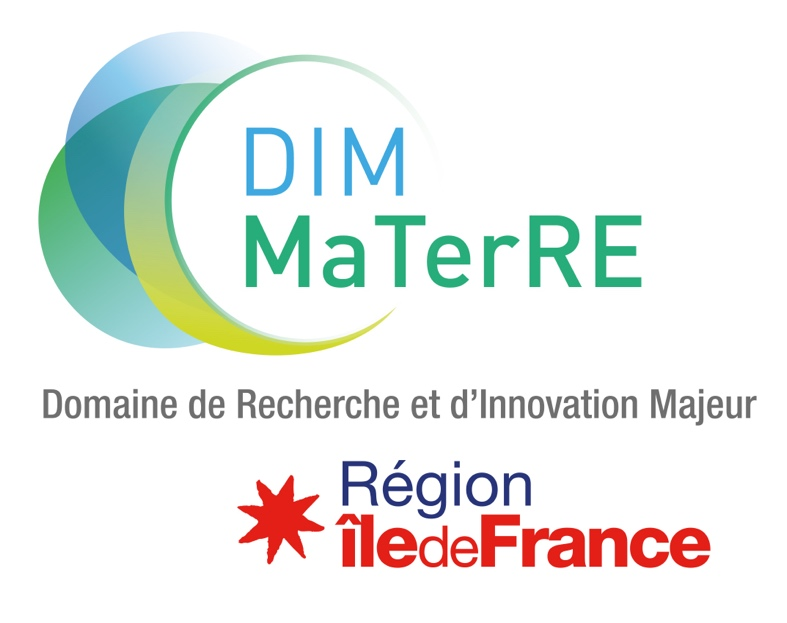 DIM
MaTerRE
Domaine de Recherche et d'Innovation Majeur
Région
îledeFrance